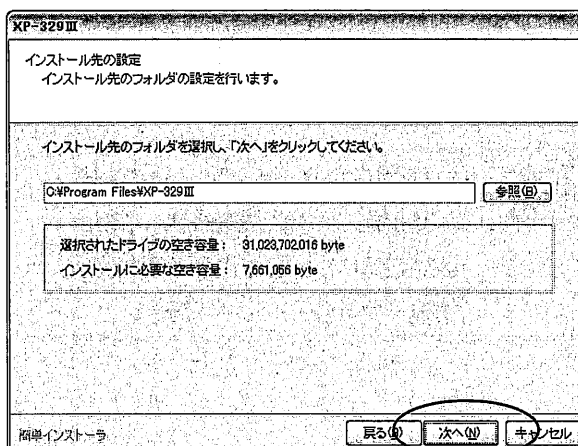 XP-329Ⅲ
インストール先の設定
インストール先のフォルダの設定を行います。
インストール先のフォルダを選択し、「次へ」をクリックしてください。
C:¥Program Files¥XP-329Ⅲ
参照(B)
選択されたドライブの空き容量: 31,023,702,016 byte
インストールに必要な空き容量: 7,661,056 byte
簡単インストーラ
戻る(B) 次へ(N) キャンセル